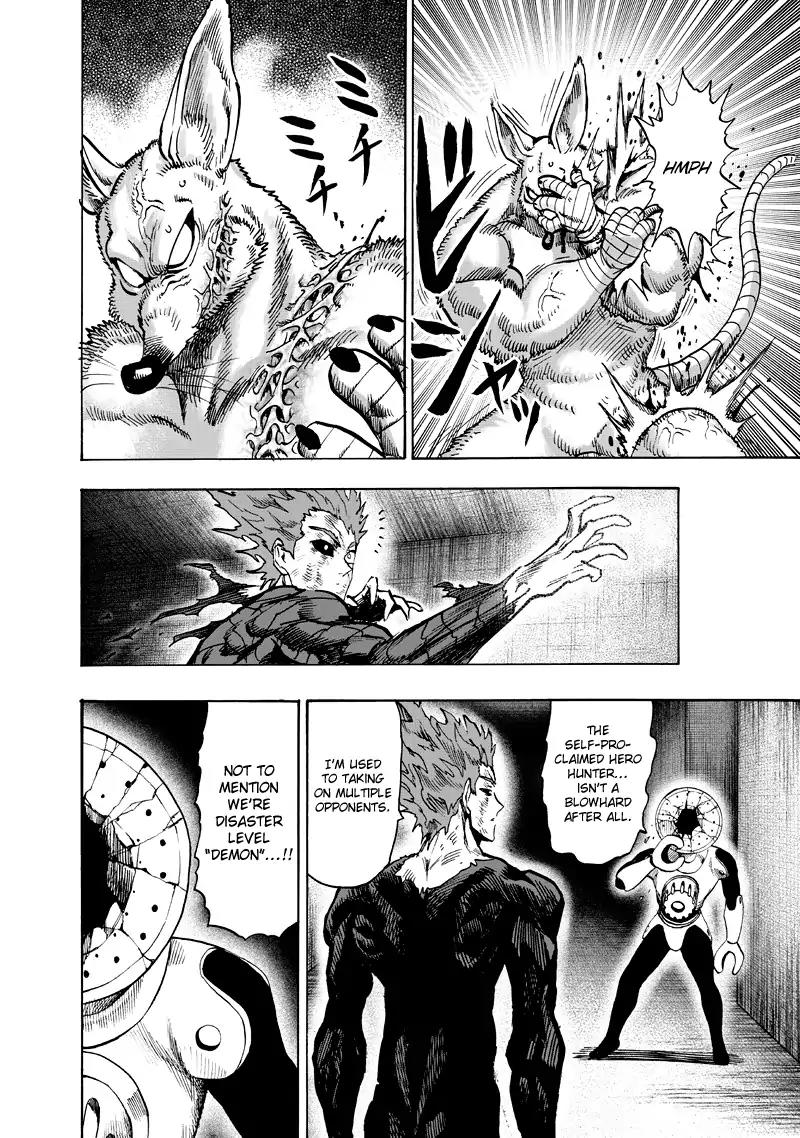 HMPH
ドシャッ
ミチ
ミチ
THE
SELF-PRO-
CLAIMED HERO
HUNTER...
ISN'T A
BLOWHARD
AFTER ALL.
I'M USED
TO TAKING
ON MULTIPLE
OPPONENTS.
NOT TO
MENTION
WE'RE
DISASTER
LEVEL
"DEMON"...!!